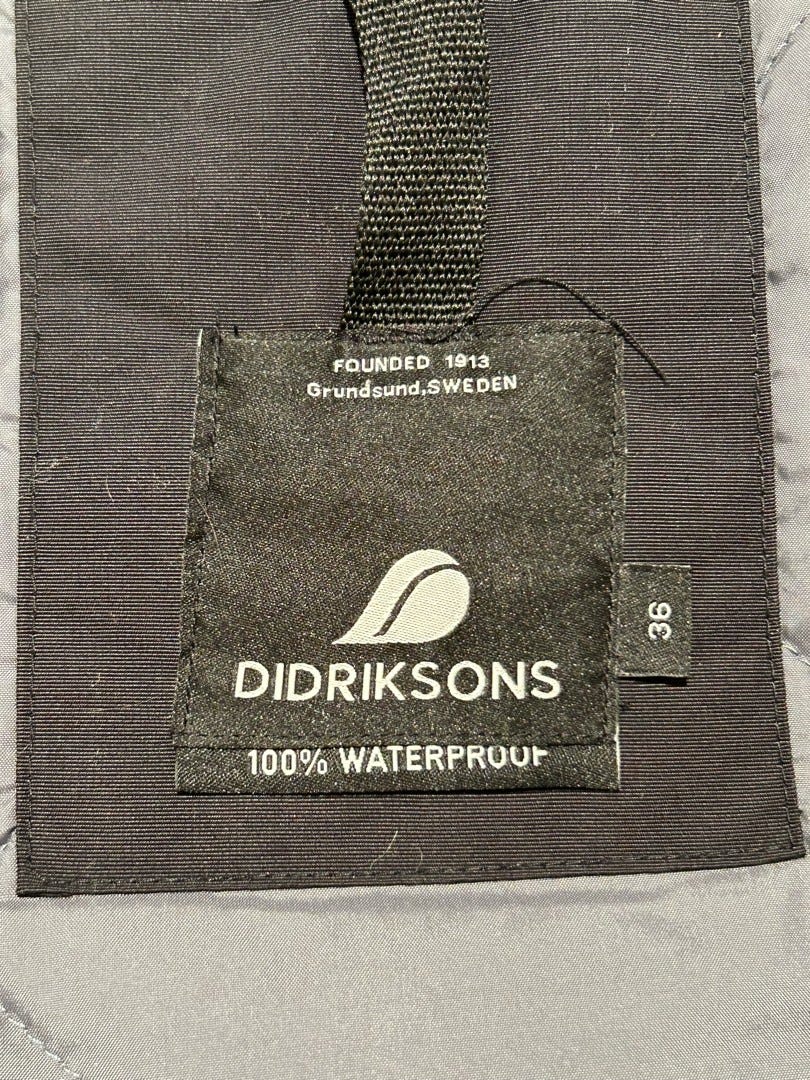 FOUNDED 1913
Grundsund,SWEDEN
DIDRIKSONS
36
100% WATERPROOF